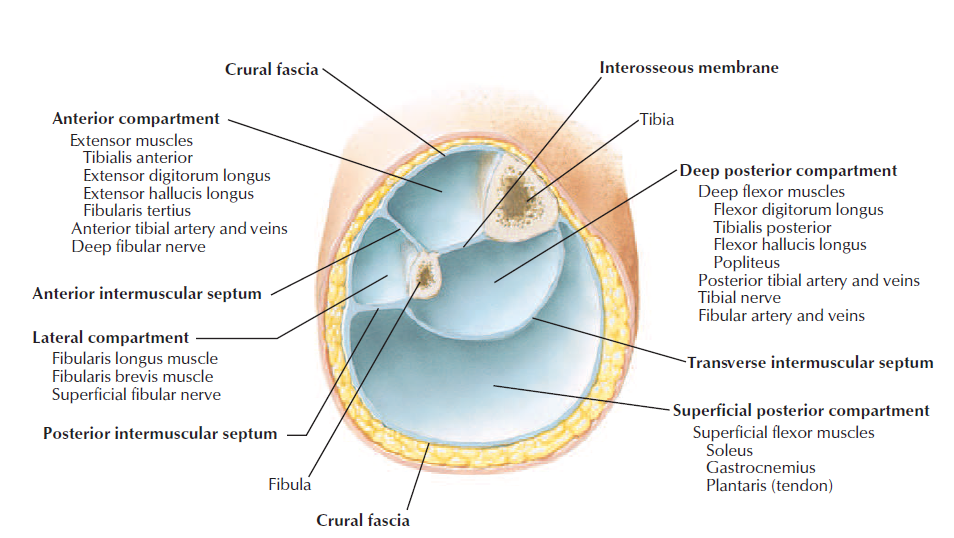 Crural fascia
Interosseous membrane
Anterior compartment
Extensor muscles
Tibialis anterior
Extensor digitorum longus
Extensor hallucis longus
Fibularis tertius
Anterior tibial artery and veins
Deep fibular nerve
Tibia
Deep posterior compartment
Deep flexor muscles
Flexor digitorum longus
Tibialis posterior
Flexor hallucis longus
Popliteus
Posterior tibial artery and veins
Tibial nerve
Fibular artery and veins
Anterior intermuscular septum
Lateral compartment
Fibularis longus muscle
Fibularis brevis muscle
Superficial fibular nerve
Transverse intermuscular septum
Posterior intermuscular septum
Superficial posterior compartment
Superficial flexor muscles
Soleus
Gastrocnemius
Plantaris (tendon)
Fibula
Crural fascia